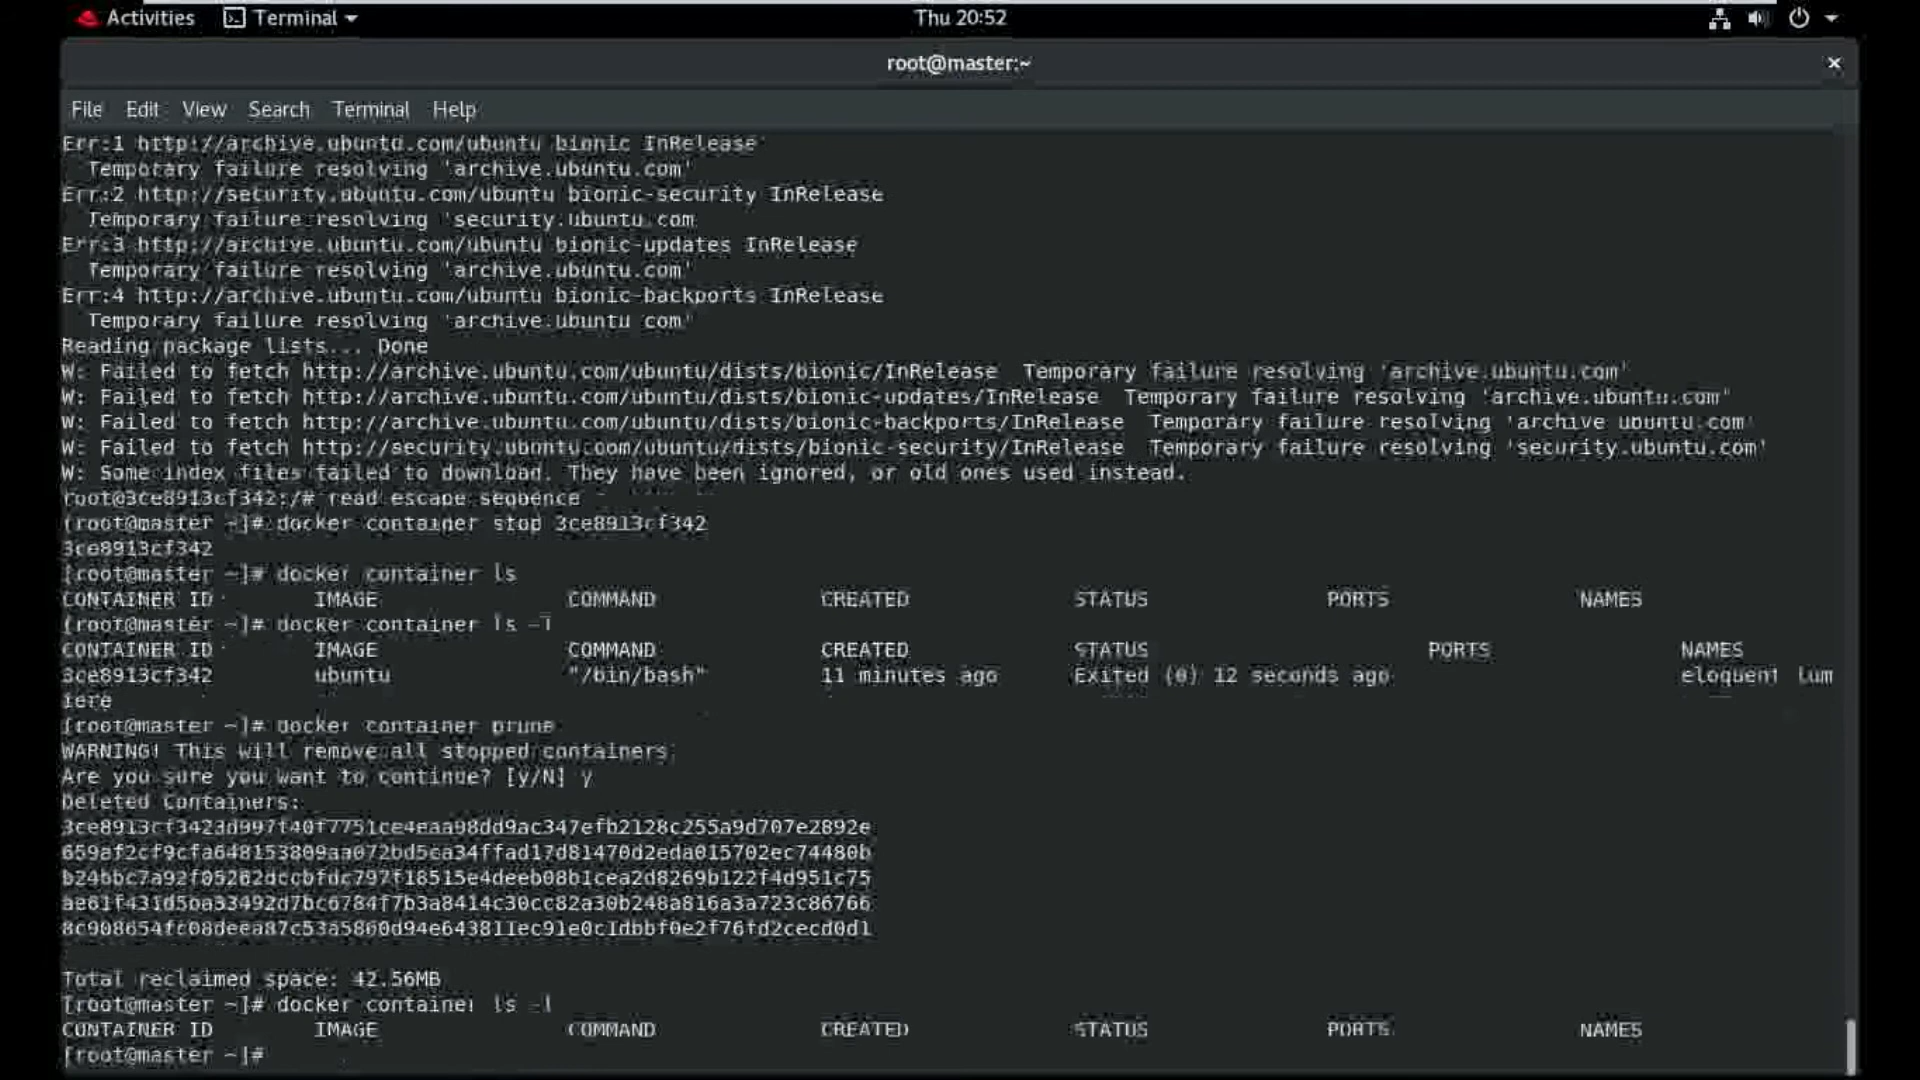 Activities Terminal Thu 20:52
root@master:~
File Edit View Search Terminal Help
Err:1 http://archive.ubuntu.com/ubuntu bionic InRelease
Temporary failure resolving 'archive.ubuntu.com'
Err:2 http://security.ubuntu.com/ubuntu bionic-security InRelease
Temporary failure resolving 'security.ubuntu.com
Err:3 http://archive.ubuntu.com/ubuntu bionic-updates InRelease
Temporary failure resolving 'archive.ubuntu.com'
Err:4 http://archive.ubuntu.com/ubuntu bionic-backports InRelease
Temporary failure resolving 'archive.ubuntu.com'
Reading package lists... Done
W: Failed to fetch http://archive.ubuntu.com/ubuntu/dists/bionic/InRelease Temporary failure resolving 'archive.ubuntu.com'
W: Failed to fetch http://archive.ubuntu.com/ubuntu/dists/bionic-updates/InRelease Temporary failure resolving 'archive.ubuntu.com'
W: Failed to fetch http://archive.ubuntu.com/ubuntu/dists/bionic-backports/InRelease Temporary failure resolving 'archive.ubuntu.com'
W: Failed to fetch http://security.ubuntu.com/ubuntu/dists/bionic-security/InRelease Temporary failure resolving 'security.ubuntu.com'
W: Some index files failed to download. They have been ignored, or old ones used instead.
root@3ce8913cf342:/# read escape sequence
[root@master ~]# docker container stop 3ce8913cf342
3ce8913cf342
[root@master ~]# docker container ls
CONTAINER ID IMAGE COMMAND CREATED STATUS PORTS NAMES
[root@master ~]# docker container ls -l
CONTAINER ID IMAGE COMMAND CREATED STATUS PORTS NAMES
3ce8913cf342 ubuntu "/bin/bash" 11 minutes ago Exited (0) 12 seconds ago eloquent_lum
iere
[root@master ~]# docker container prune
WARNING! This will remove all stopped containers.
Are you sure you want to continue? [y/N] y
Deleted Containers:
3ce8913cf3423d997f40f7751ce4eaa98dd9ac347efb2128c255a9d707e2892e
659af2cf9cfa648153809aa072bd5ca34ffad17d81470d2eda015702ec74480b
b24bbc7a92f05262dccbfdc797f18515e4deeb08b1cea2d8269b122f4d951c75
ae61f431d5ba33492d7bc6784f7b3a8414c30cc82a30b248a816a3a723c86766
8c908654fc08deea87c53a5860d94e643811ec91e0c1dbbf0e2f76fd2cecd0d1
Total reclaimed space: 42.56MB
[root@master ~]# docker container ls -l
CONTAINER ID IMAGE COMMAND CREATED STATUS PORTS NAMES
[root@master ~]#